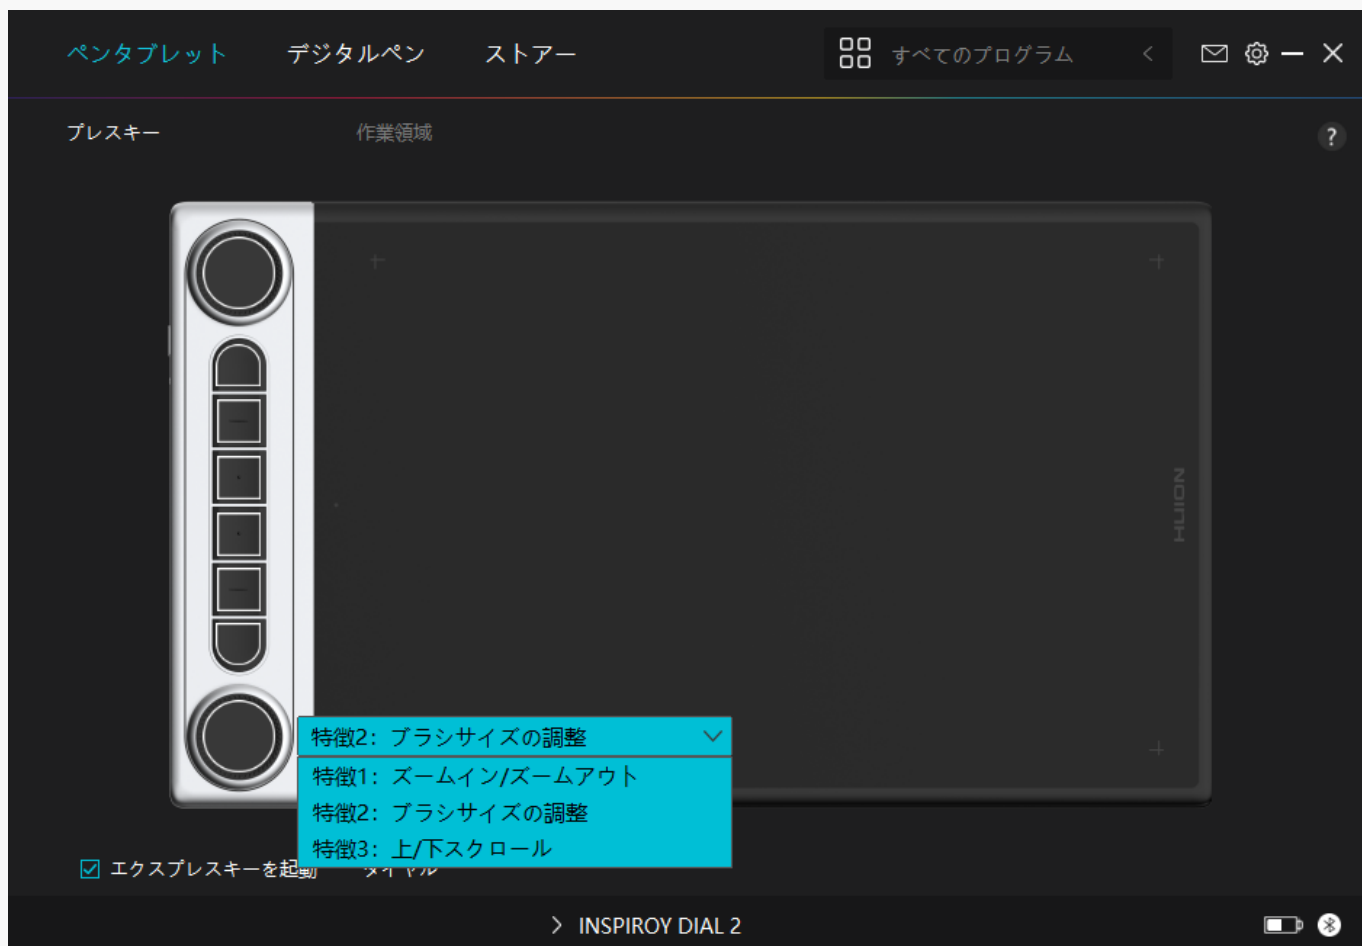 ペンタブレット デジタルペン ストアー すべてのプログラム
プレスキー 作業領域
?
HUION
特徴2: ブラシサイズの調整
特徴1: ズームイン/ズームアウト
特徴2: ブラシサイズの調整
特徴3: 上/下スクロール
エクスプレスキーを起動 ダイヤル
INSPIROY DIAL 2